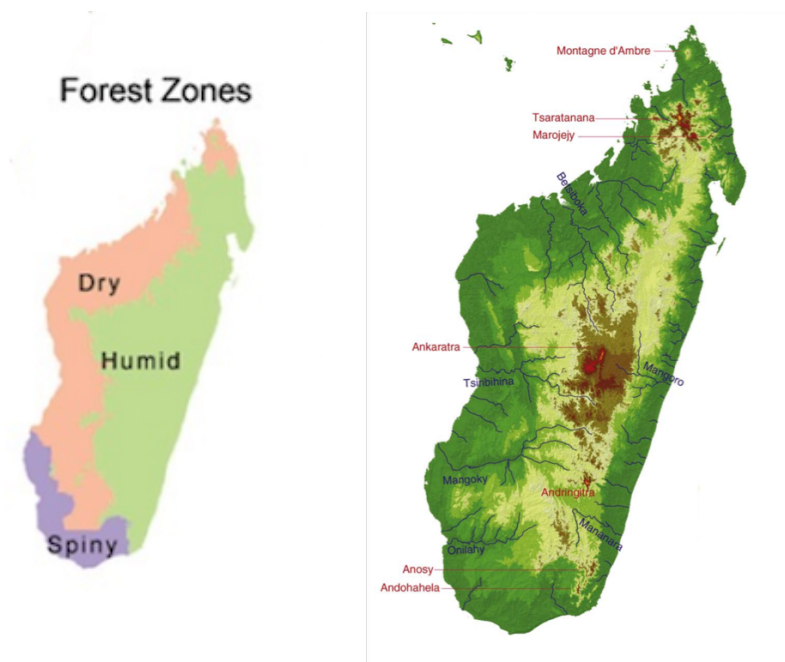 Forest Zones
Dry
Humid
Spiny
Montagne d'Ambre
Tsaratanana
Marojejy
Betsiboka
Ankaratra
Tsiribihina
Mangoro
Mangoky
Andringitra
Mananara
Onilahy
Anosy
Andohahela